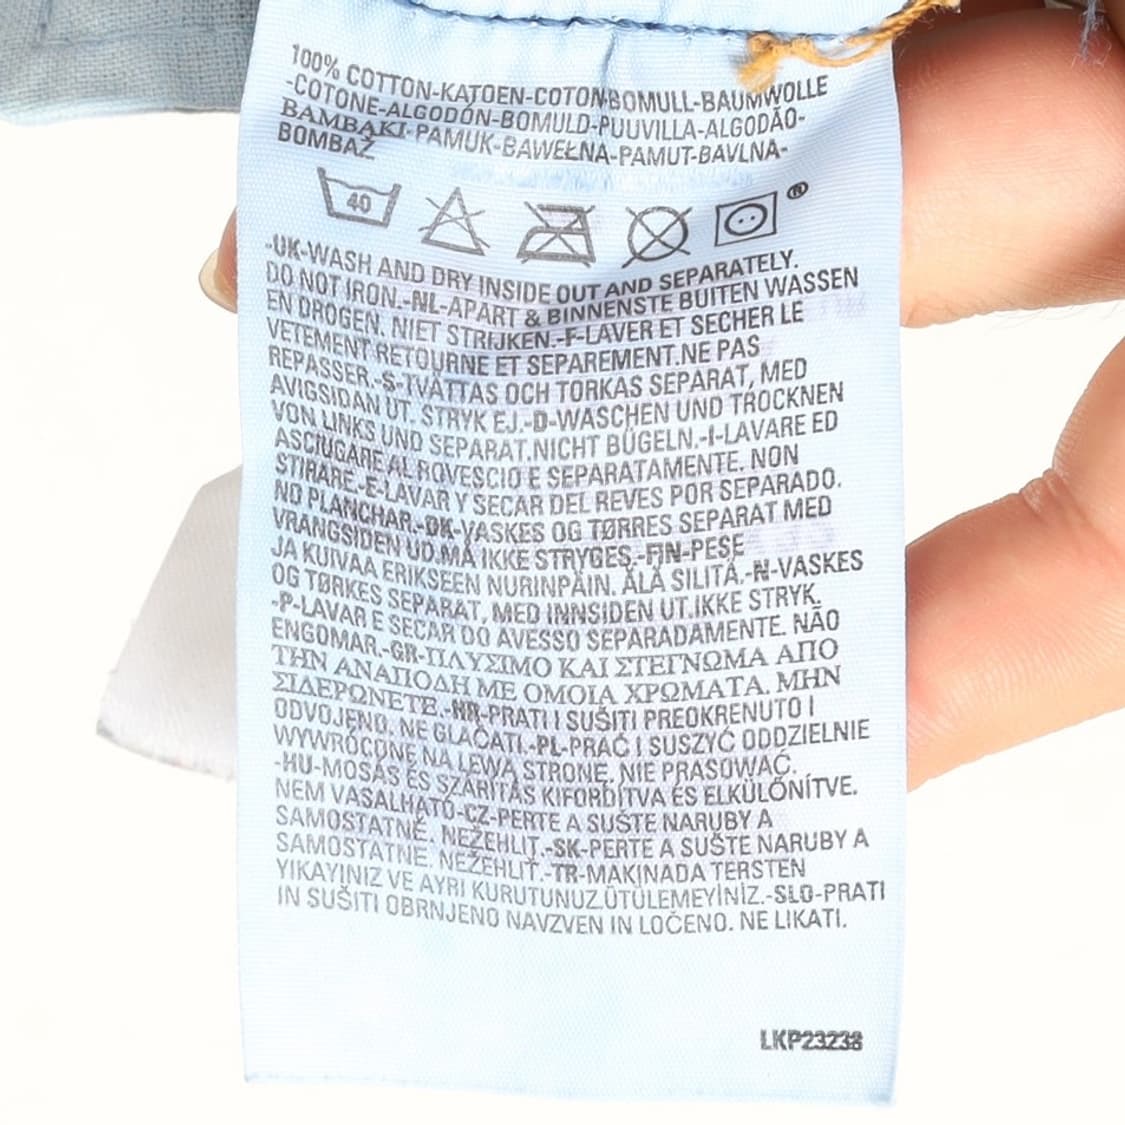 100% COTTON-KATOEN-COTON-BOMULL-BAUMWOLLE
-COTONE-ALGODÓN-BOMULD-PUUVILLA-ALGODÃO-
BAMBAKI-PAMUK-BAWEŁNA-PAMUT-BAVLNA-
BOMBAŽ
40
®
-UK-WASH AND DRY INSIDE OUT AND SEPARATELY.
DO NOT IRON.-NL-APART & BINNENSTE BUITEN WASSEN
EN DROGEN. NIET STRIJKEN.-F-LAVER ET SECHER LE
VETEMENT RETOURNE ET SEPAREMENT.NE PAS
REPASSER.-S-TVÄTTAS OCH TORKAS SEPARAT, MED
AVIGSIDAN UT. STRYK EJ.-D-WASCHEN UND TROCKNEN
VON LINKS UND SEPARAT.NICHT BÜGELN.-I-LAVARE ED
ASCIUGARE AL ROVESCIO E SEPARATAMENTE. NON
STIRARE.-E-LAVAR Y SECAR DEL REVES POR SEPARADO.
NO PLANCHAR.-DK-VASKES OG TØRRES SEPARAT MED
VRANGSIDEN UD.MÅ IKKE STRYGES.-FIN-PESE
JA KUIVAA ERIKSEEN NURINPÄIN. ÄLÄ SILITÄ.-N-VASKES
OG TØRKES SEPARAT, MED INNSIDEN UT.IKKE STRYK.
-P-LAVAR E SECAR DO AVESSO SEPARADAMENTE. NÃO
ENGOMAR.-GR-ΠΛΥΣΙΜΟ ΚΑΙ ΣΤΕΓΝΩΜΑ ΑΠΟ
ΤΗΝ ΑΝΑΠΟΔΗ ΜΕ ΟΜΟΙΑ ΧΡΩΜΑΤΑ. ΜΗΝ
ΣΙΔΕΡΩΝΕΤΕ.-HR-PRATI I SUŠITI PREOKRENUTO I
ODVOJENO. NE GLAČATI.-PL-PRAĆ I SUSZYĆ ODDZIELNIE
WYWRÓCONE NA LEWĄ STRONĘ. NIE PRASOWAĆ.
-HU-MOSÁS ÉS SZÁRÍTÁS KIFORDÍTVA ÉS ELKÜLÖNÍTVE.
NEM VASALHATÓ-CZ-PERTE A SUŠTE NARUBY A
SAMOSTATNĚ. NEŽEHLIT.-SK-PERTE A SUŠTE NARUBY A
SAMOSTATNE. NEŽEHLIŤ.-TR-MAKINADA TERSTEN
YIKAYINIZ VE AYRI KURUTUNUZ.ÜTÜLEMEYİNİZ.-SLO-PRATI
IN SUŠITI OBRNJENO NAVZVEN IN LOČENO. NE LIKATI.
LKP23238